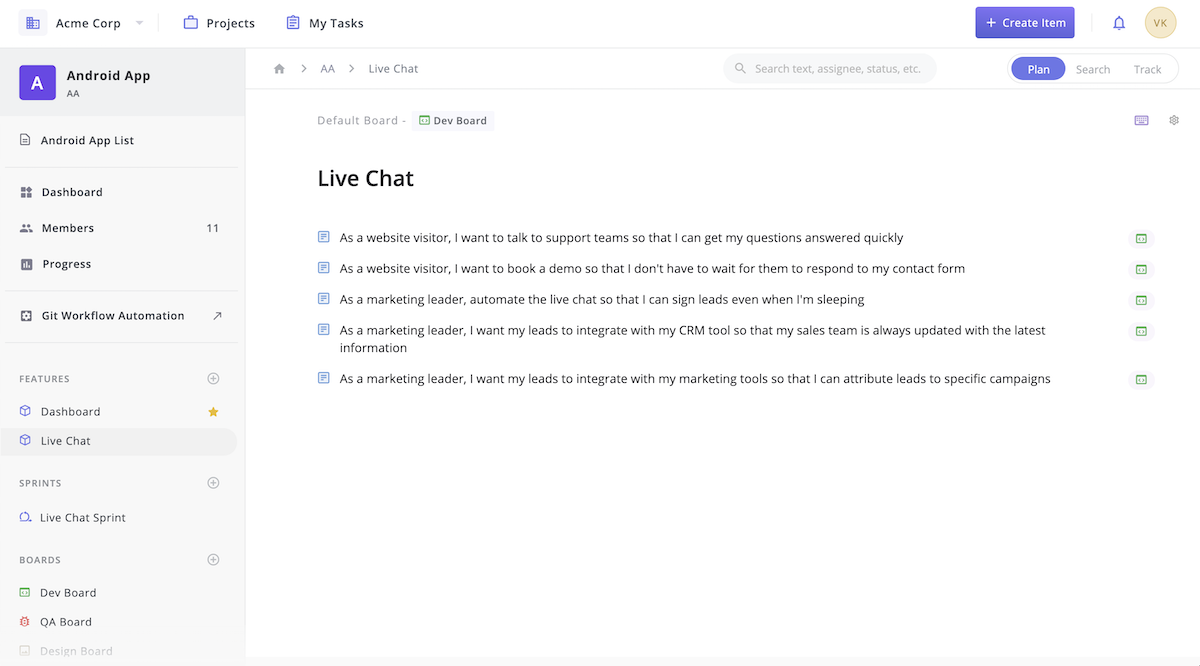 Acme Corp
Projects
My Tasks
+ Create Item
VK
A
Android App
AA
AA
Live Chat
Search text, assignee, status, etc.
Plan
Search
Track
Android App List
Dashboard
Members
11
Progress
Git Workflow Automation
FEATURES
Dashboard
Live Chat
SPRINTS
Live Chat Sprint
BOARDS
Dev Board
QA Board
Design Board
Default Board -
Dev Board
Live Chat
As a website visitor, I want to talk to support teams so that I can get my questions answered quickly
As a website visitor, I want to book a demo so that I don't have to wait for them to respond to my contact form
As a marketing leader, automate the live chat so that I can sign leads even when I'm sleeping
As a marketing leader, I want my leads to integrate with my CRM tool so that my sales team is always updated with the latest
information
As a marketing leader, I want my leads to integrate with my marketing tools so that I can attribute leads to specific campaigns